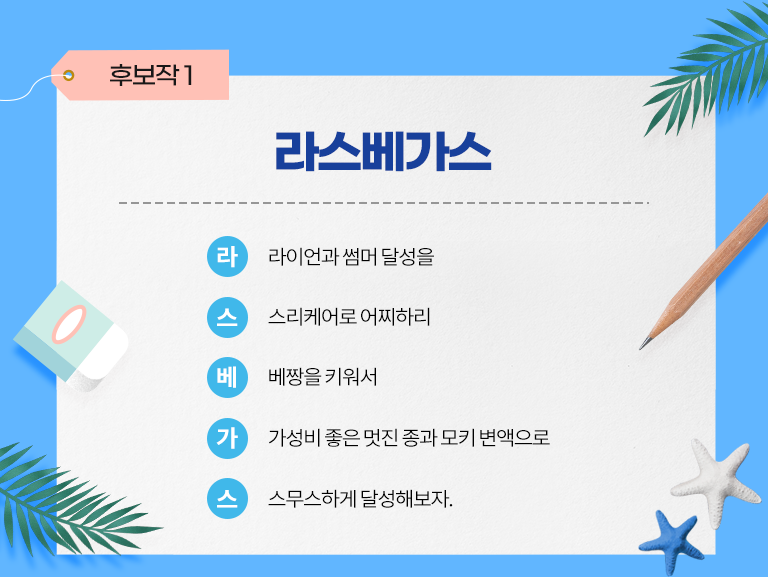 후보작 1
라스베가스
라 라이언과 썸머 달성을
스 스리케어로 어찌하리
베 베짱을 키워서
가 가성비 좋은 멋진 종과 모키 변액으로
스 스무스하게 달성해보자.